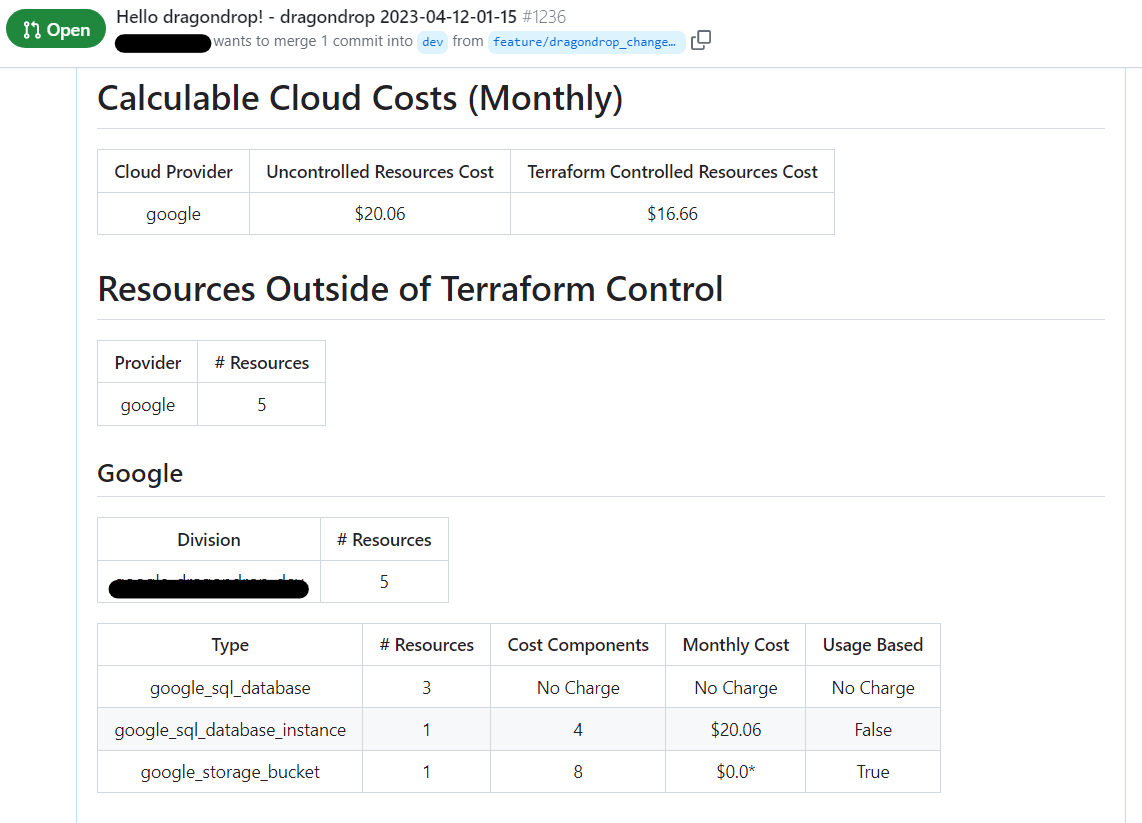 Open
Hello dragondrop! - dragondrop 2023-04-12-01-15 #1236
wants to merge 1 commit into dev from feature/dragondrop_change…
Calculable Cloud Costs (Monthly)
Cloud Provider Uncontrolled Resources Cost Terraform Controlled Resources Cost
google $20.06 $16.66
Resources Outside of Terraform Control
Provider # Resources
google 5
Google
Division # Resources
5
Type # Resources Cost Components Monthly Cost Usage Based
google_sql_database 3 No Charge No Charge No Charge
google_sql_database_instance 1 4 $20.06 False
google_storage_bucket 1 8 $0.0* True